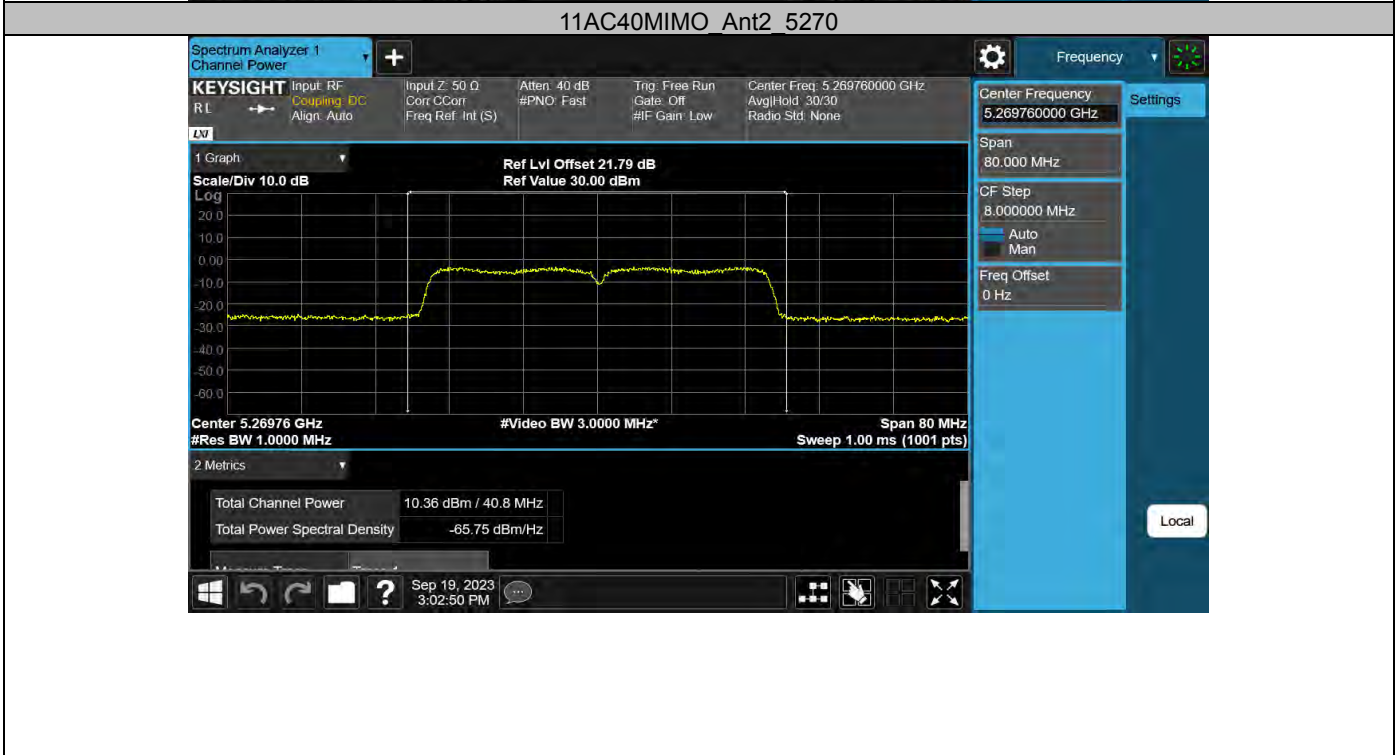 11AC40MIMO_Ant2_5270
Spectrum Analyzer 1
Channel Power
Frequency
KEYSIGHT
R L
LXI
Input: RF
Coupling: DC
Align: Auto
Input Z: 50 Ω
Corr CCorr
Freq Ref: Int (S)
Atten: 40 dB
#PNO: Fast
Trig: Free Run
Gate: Off
#IF Gain: Low
Center Freq: 5.269760000 GHz
Avg|Hold: 30/30
Radio Std: None
Center Frequency
5.269760000 GHz
Settings
Span
80.000 MHz
CF Step
8.000000 MHz
Auto
Man
Freq Offset
0 Hz
Local
1 Graph
Scale/Div 10.0 dB
Ref Lvl Offset 21.79 dB
Ref Value 30.00 dBm
Log
20.0
10.0
0.00
-10.0
-20.0
-30.0
-40.0
-50.0
-60.0
Center 5.26976 GHz
#Video BW 3.0000 MHz*
Span 80 MHz
#Res BW 1.0000 MHz
Sweep 1.00 ms (1001 pts)
2 Metrics
Total Channel Power 10.36 dBm / 40.8 MHz
Total Power Spectral Density -65.75 dBm/Hz
Sep 19, 2023
3:02:50 PM